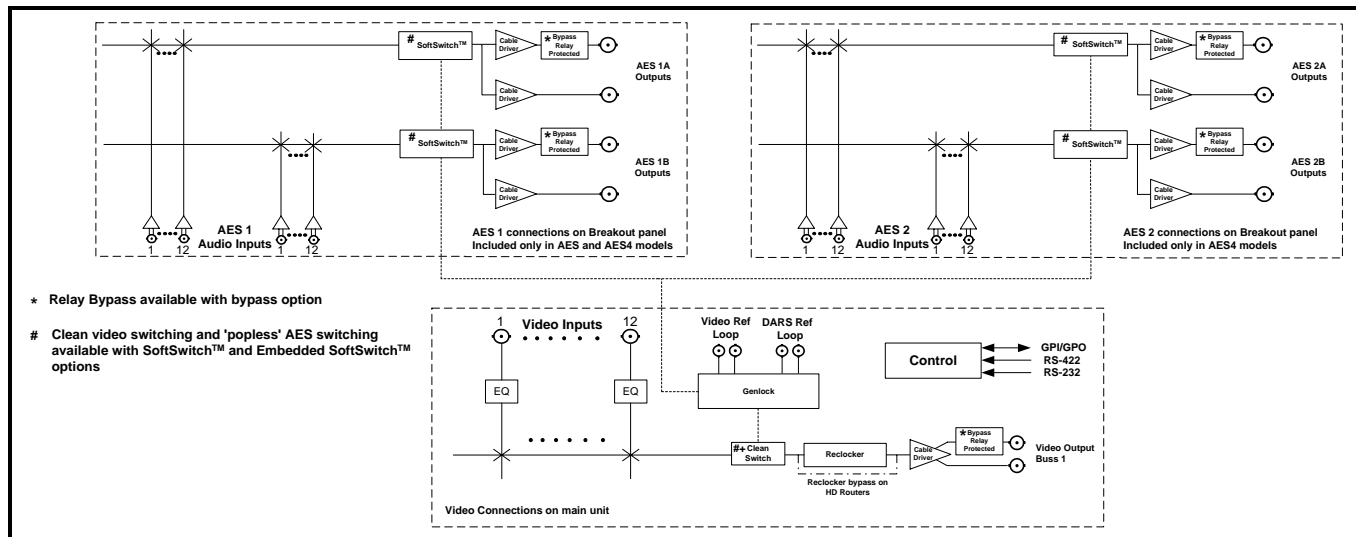 # SoftSwitch™
Cable Driver
* Bypass Relay Protected
AES 1A Outputs
Cable Driver
# SoftSwitch™
Cable Driver
* Bypass Relay Protected
AES 1B Outputs
Cable Driver
AES 1 Audio Inputs
1 12 1 12
AES 1 connections on Breakout panel
Included only in AES and AES4 models
# SoftSwitch™
Cable Driver
* Bypass Relay Protected
AES 2A Outputs
Cable Driver
# SoftSwitch™
Cable Driver
* Bypass Relay Protected
AES 2B Outputs
Cable Driver
AES 2 Audio Inputs
1 12 1 12
AES 2 connections on Breakout panel
Included only in AES4 models
* Relay Bypass available with bypass option
# Clean video switching and 'popless' AES switching
available with SoftSwitch™ and Embedded SoftSwitch™
options
1 Video Inputs 12
EQ EQ
Video Ref Loop
DARS Ref Loop
Genlock
Control
GPI/GPO
RS-422
RS-232
#+ Clean Switch
Reclocker
Reclocker bypass on
HD Routers
Cable Driver
* Bypass Relay Protected
Video Output
Buss 1
Video Connections on main unit